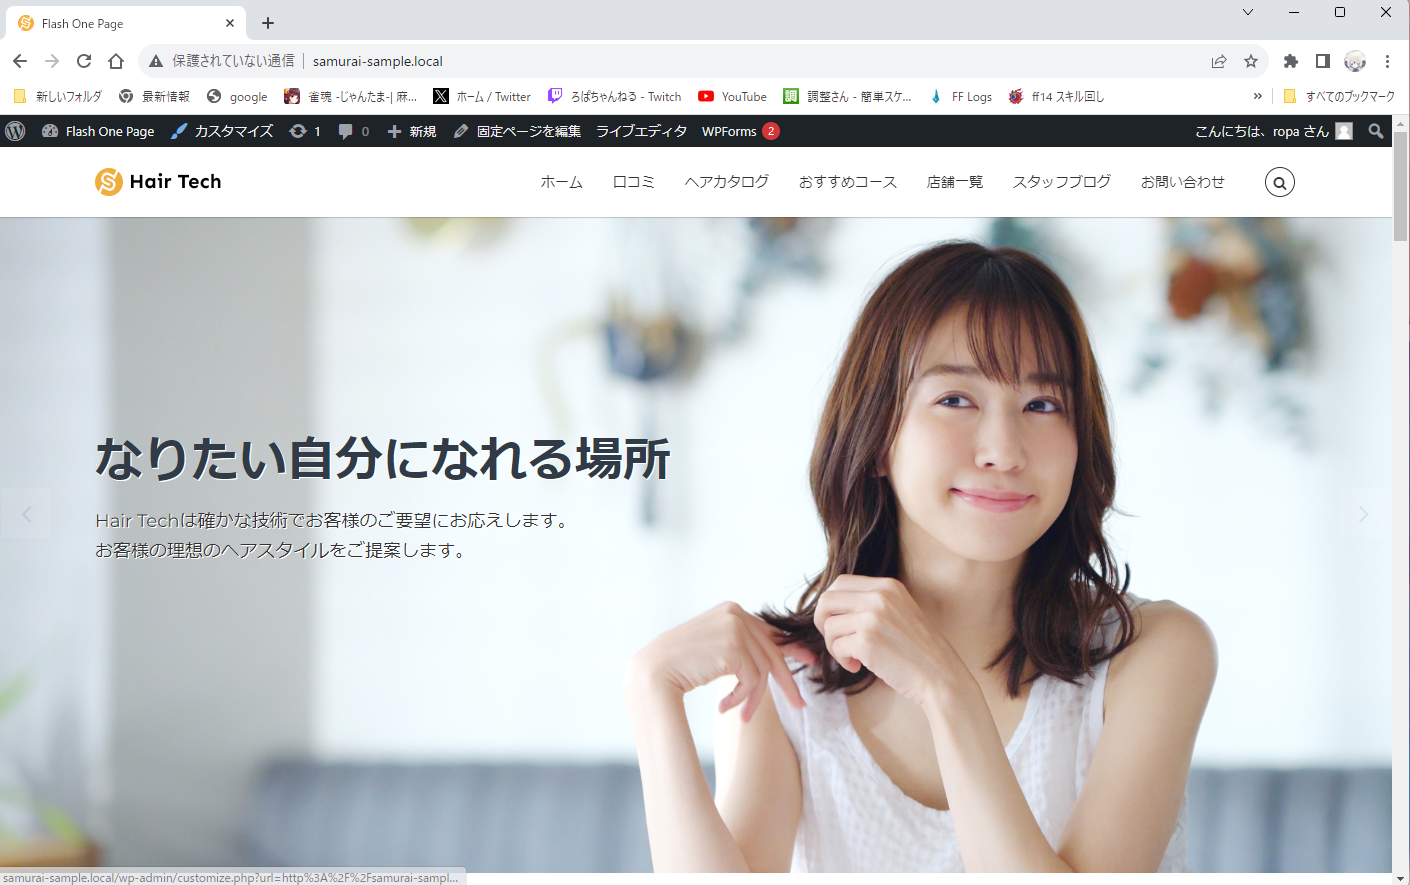 Flash One Page
保護されていない通信 samurai-sample.local
新しいフォルダ 最新情報 google 雀魂 -じゃんたま-| 麻... ホーム / Twitter ろぱちゃんねる - Twitch YouTube 調整さん - 簡単スケ... FF Logs ff14 スキル回し » すべてのブックマーク
Flash One Page カスタマイズ 1 0 新規 固定ページを編集 ライブエディタ WPForms 2 こんにちは、ropa さん
Hair Tech ホーム 口コミ ヘアカタログ おすすめコース 店舗一覧 スタッフブログ お問い合わせ
なりたい自分になれる場所
Hair Techは確かな技術でお客様のご要望にお応えします。
お客様の理想のヘアスタイルをご提案します。
samurai-sample.local/wp-admin/customize.php?url=http%3A%2F%2Fsamurai-sampl...